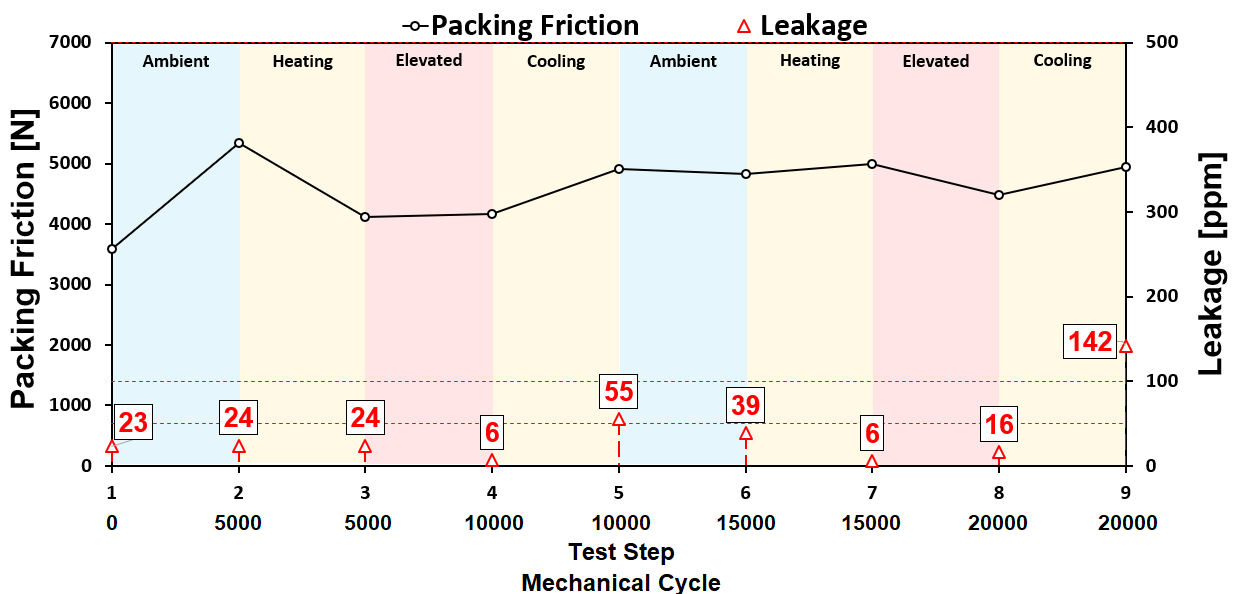 Packing Friction Leakage
7000 500
Ambient Heating Elevated Cooling Ambient Heating Elevated Cooling
6000
400
5000
4000
300
3000
200
2000
142
100
1000
23 24 24 6 55 39 6 16
0 0
Packing Friction [N]
Leakage [ppm]
1 2 3 4 5 6 7 8 9
0 5000 5000 10000 10000 15000 15000 20000 20000
Test Step
Mechanical Cycle